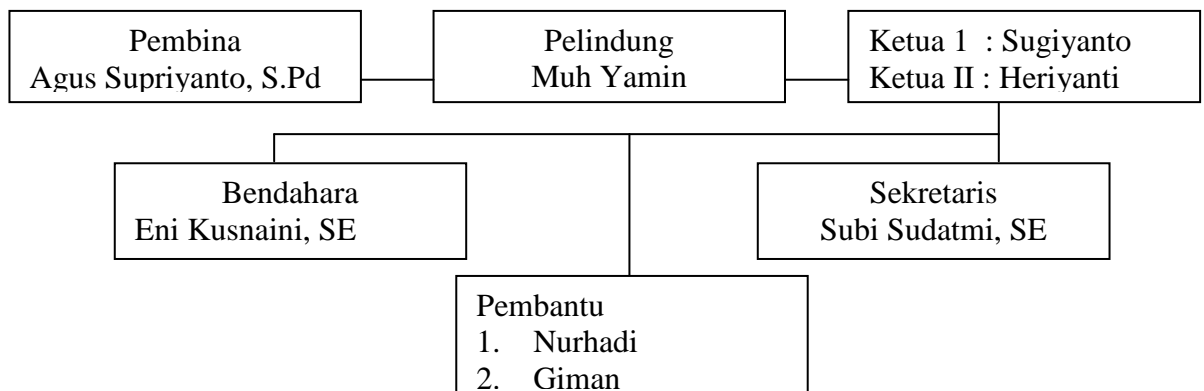 Pembina
Agus Supriyanto, S.Pd
Pelindung
Muh Yamin
Ketua 1 : Sugiyanto
Ketua II : Heriyanti
Bendahara
Eni Kusnaini, SE
Sekretaris
Subi Sudatmi, SE
Pembantu
1. Nurhadi
2. Giman